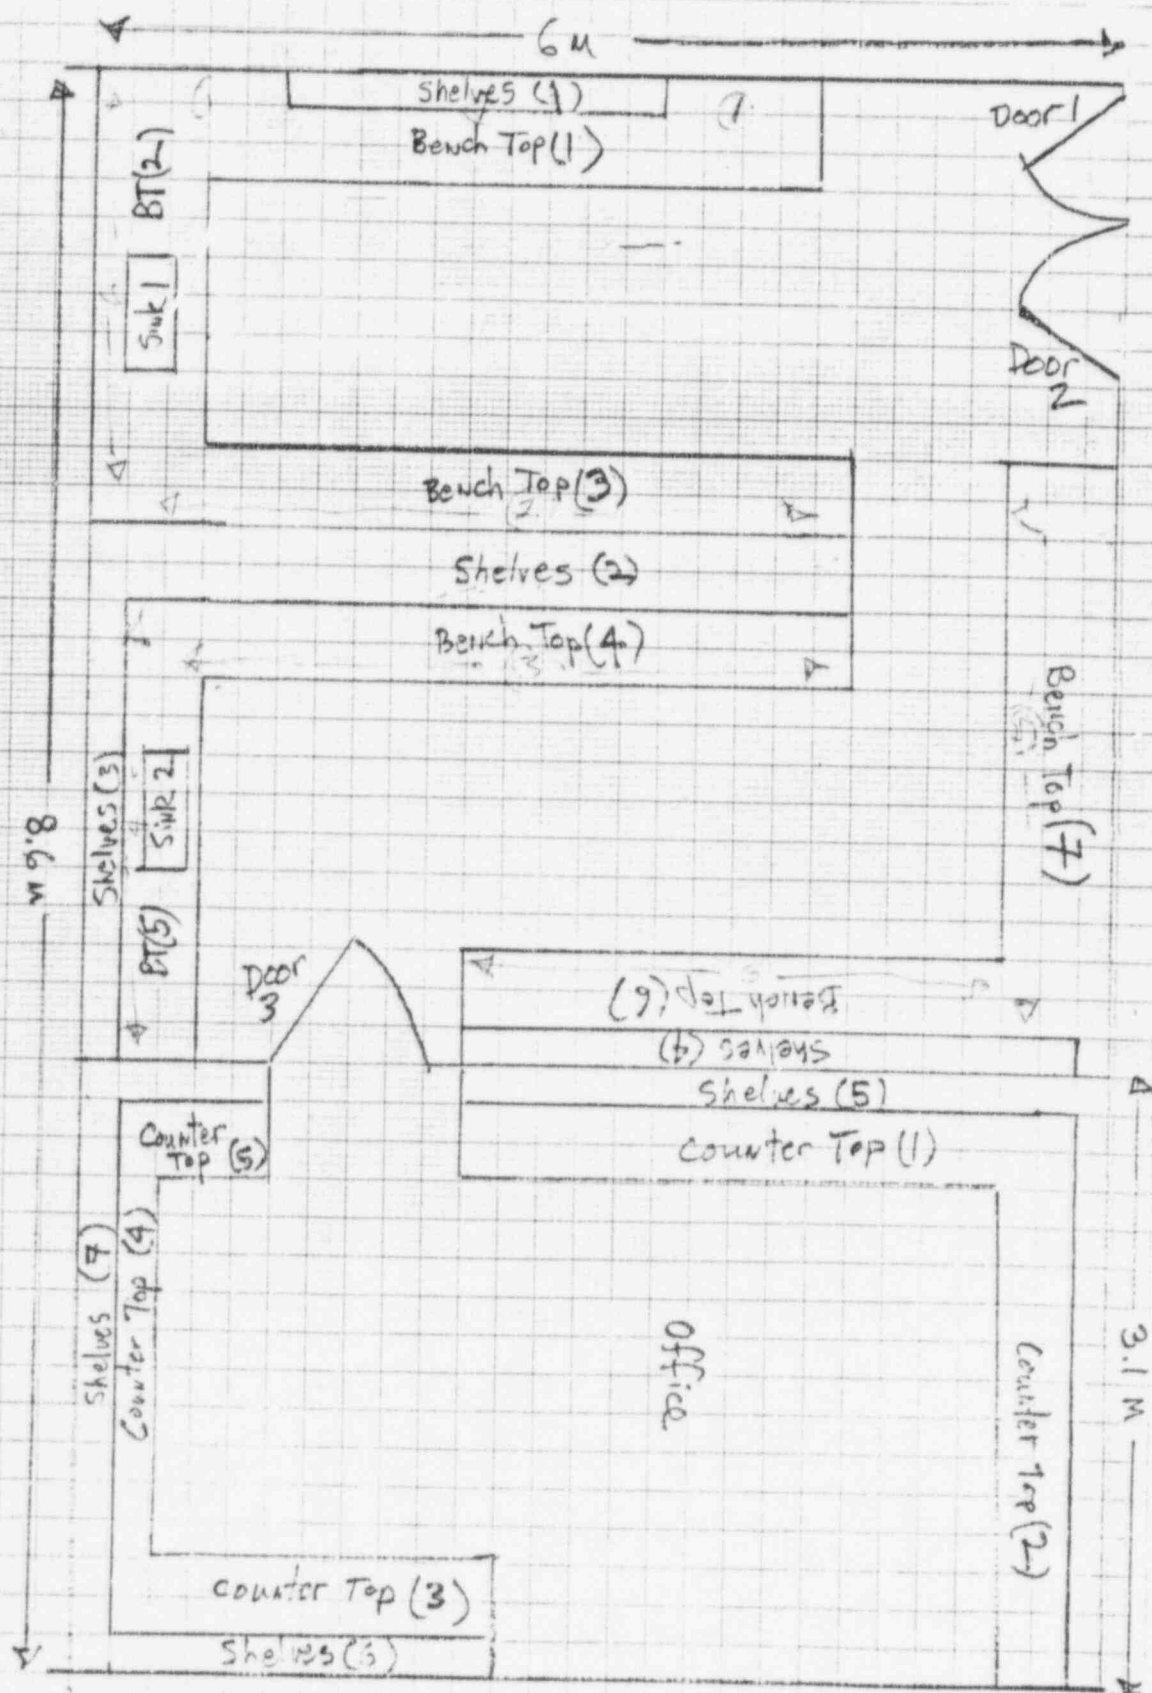 6 M
Shelves (1)
Bench Top (1)
Door 1
BT(2)
Sink 1
Door
2
Bench Top (3)
Shelves (2)
Bench Top (4)
Bench Top (7)
Shelves (3)
Sink 2
BT(5)
8.6 M
Door
3
Bench Top (6)
Shelves (4)
Shelves (5)
Counter
Top (5)
Counter Top (1)
Shelves (7)
Counter Top (4)
Office
3.1 M
Counter Top (2)
Counter Top (3)
Shelves (6)